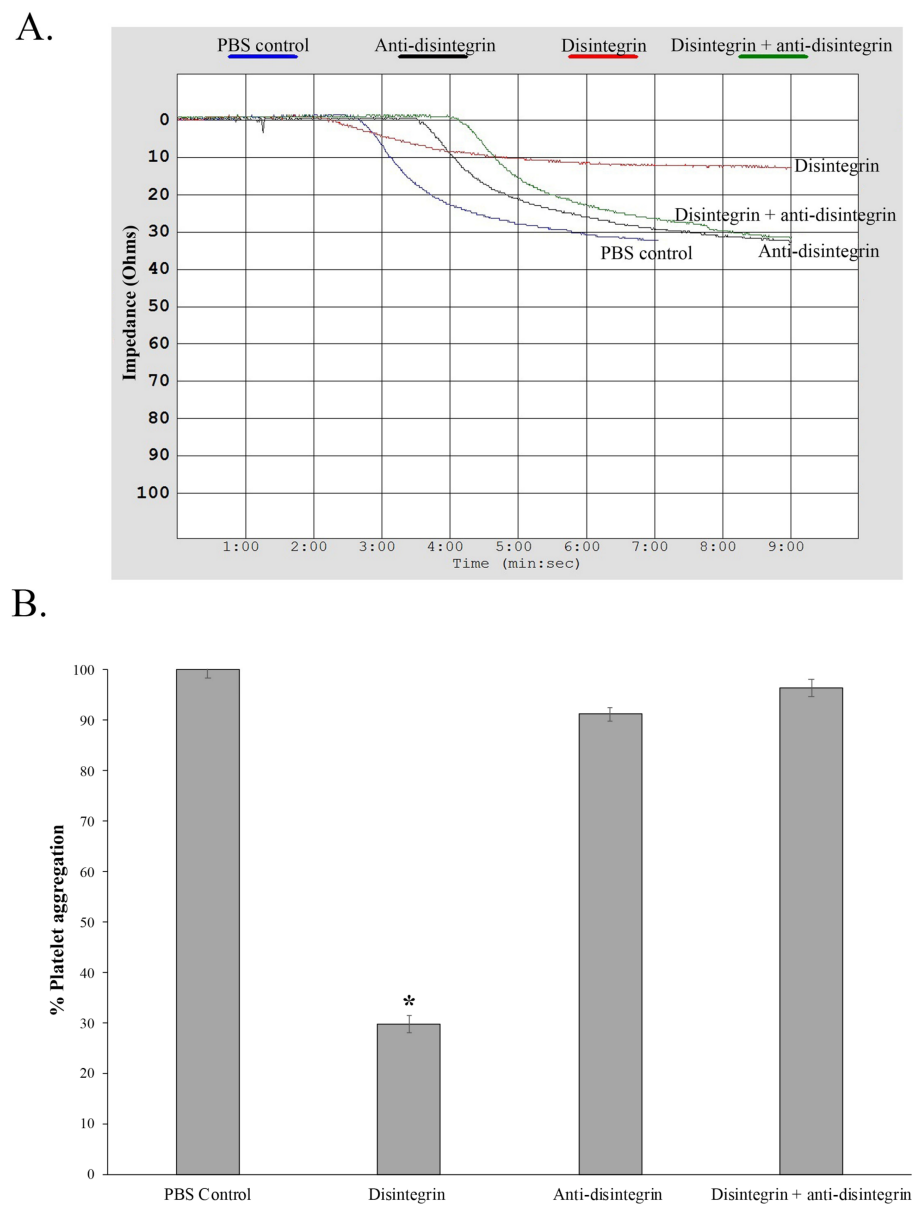 A.
PBS control Anti-disintegrin Disintegrin Disintegrin + anti-disintegrin
Impedance (Ohms)
0
10
20
30
40
50
60
70
80
90
100
Disintegrin
Disintegrin + anti-disintegrin
PBS control
Anti-disintegrin
1:00 2:00 3:00 4:00 5:00 6:00 7:00 8:00 9:00
Time (min:sec)
B.
% Platelet aggregation
100
90
80
70
60
50
40
30
20
10
0
*
PBS Control Disintegrin Anti-disintegrin Disintegrin + anti-disintegrin